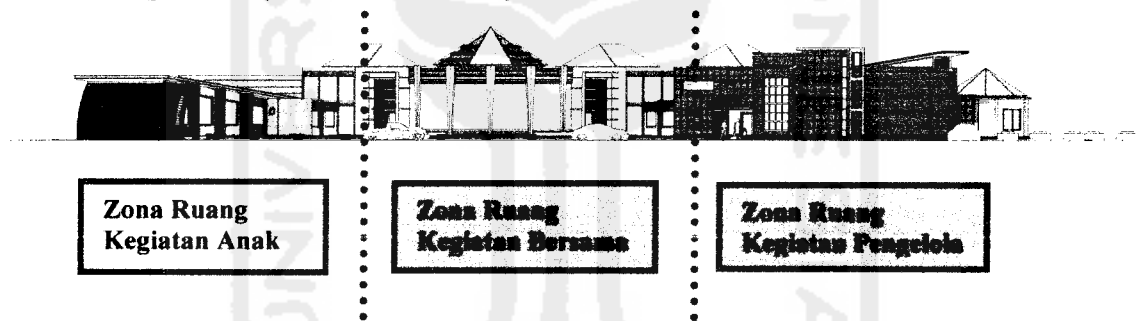 Zona Ruang
Kegiatan Anak
Zona Ruang
Kegiatan Bersama
Zona Ruang
Kegiatan Pengelola